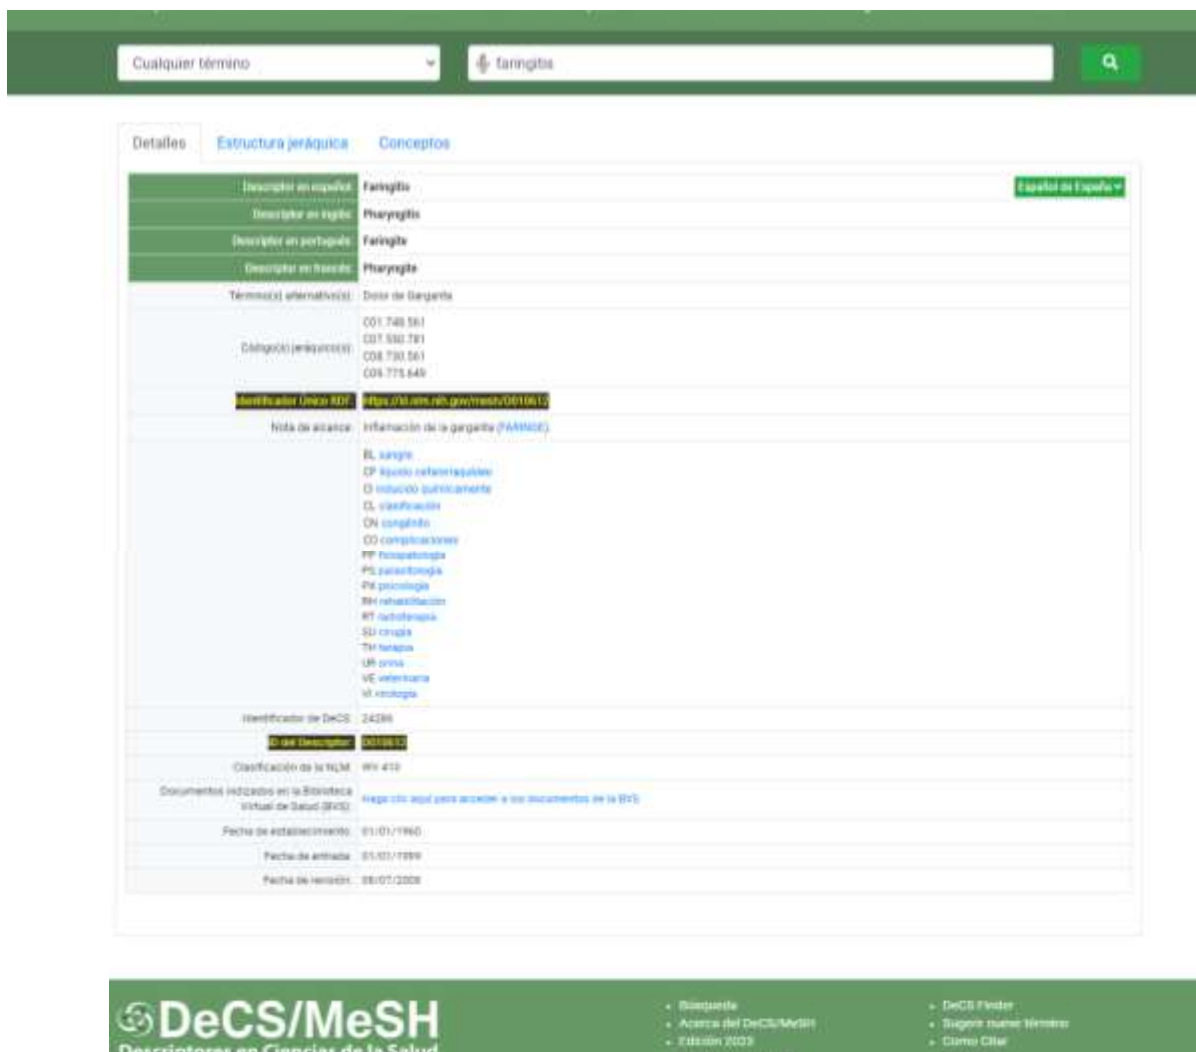 Cualquier término
faringitis
Detalles
Estructura jeráquica
Conceptos
Descriptor en español: Faringitis
Español de España
Descriptor en inglés: Pharyngitis
Descriptor en portugués: Faringite
Descriptor en francés: Pharyngite
Término(s) alternativo(s): Dolor de Garganta
Código(s) jeráquico(s):
C01.748.561
C07.550.781
C08.730.561
C09.775.649
Identificador Único RDF: https://id.nlm.nih.gov/mesh/D010612
Nota de alcance: Inflamación de la garganta (FARINGE).
BL sangre
CF líquido cefalorraquídeo
CI inducido químicamente
CL clasificación
CN congénito
CO complicaciones
PP fisiopatología
PS parasitología
PX psicología
RH rehabilitación
RT radioterapia
SU cirugía
TH terapia
UR orina
VE veterinaria
VI virología
Identificador de DeCS:
ID del Descriptor: D010612
Clasificación de la NLM: WV 410
Documentos indizados en la Biblioteca
Virtual de Salud (BVS):
Haga clic aquí para acceder a los documentos de la BVS
Fecha de establecimiento: 01/01/1960
Fecha de entrada: 01/01/1999
Fecha de revisión: 08/07/2008
DeCS/MeSH
Descriptores en Ciencias de la Salud
Búsqueda
Acerca del DeCS/MeSH
Edición 2023
DeCS Finder
Sugerir nuevo término
Como Citar